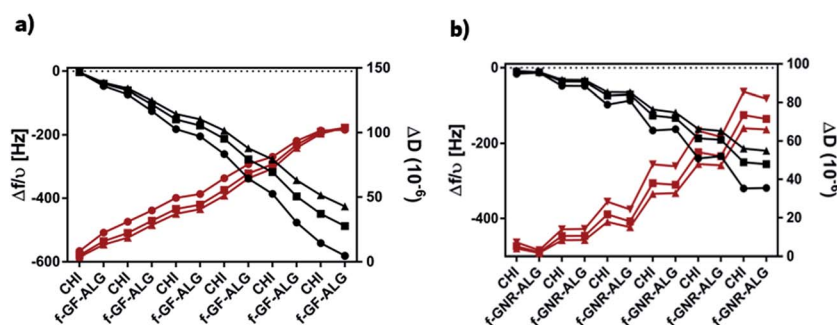 a)
0
-200
-400
-600
Δf/υ [Hz]
150
100
50
0
ΔD (10⁻⁶)
CHI
f-GF-ALG
CHI
f-GF-ALG
CHI
f-GF-ALG
CHI
f-GF-ALG
CHI
f-GF-ALG
CHI
f-GF-ALG
b)
0
-200
-400
Δf/υ [Hz]
100
80
60
40
20
0
ΔD (10⁻⁶)
CHI
f-GNR-ALG
CHI
f-GNR-ALG
CHI
f-GNR-ALG
CHI
f-GNR-ALG
CHI
f-GNR-ALG
CHI
f-GNR-ALG